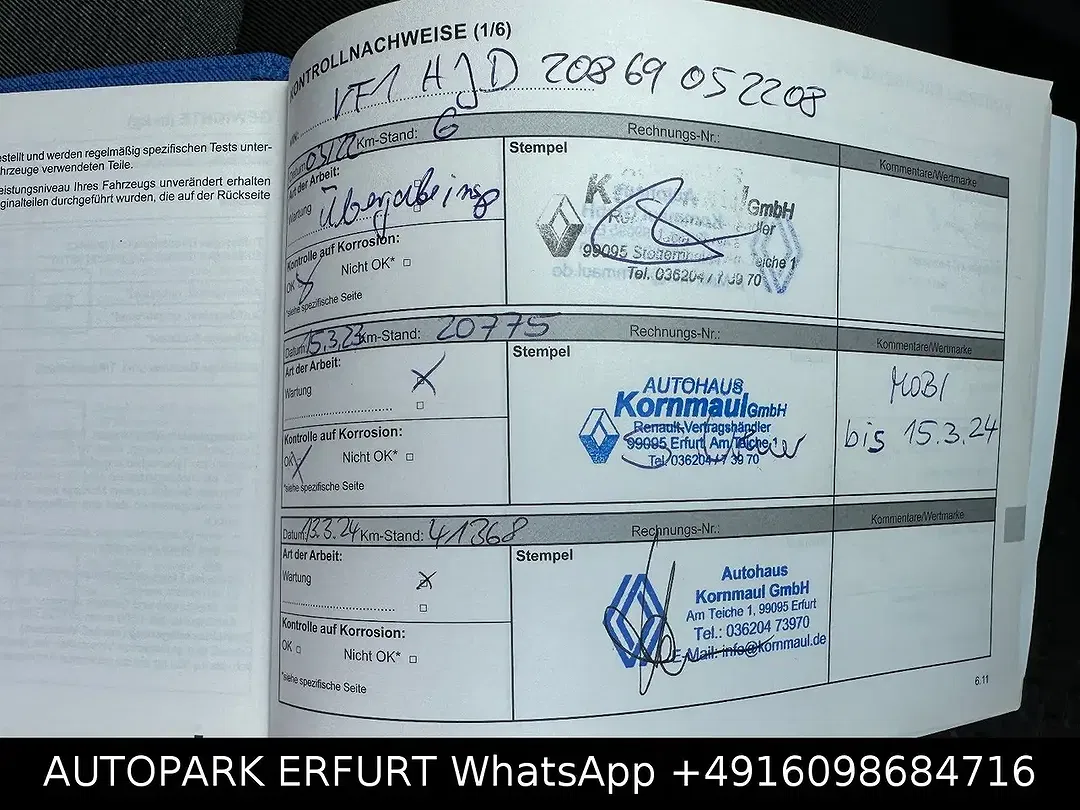 estellt und werden regelmäßig spezifischen Tests unter-
hrzeuge verwendeten Teile.
eistungsniveau Ihres Fahrzeugs unverändert erhalten
ginalteilen durchgeführt wurden, die auf der Rückseite
KONTROLLNACHWEISE (1/6)
VF1 HJD 20869052208
Datum 03/22 Km-Stand: 6 Rechnungs-Nr.:
Art der Arbeit:
Wartung
Kontrolle auf Korrosion:
OK Nicht OK*
*siehe spezifische Seite
Stempel
GmbH
99095
Tel. 036204 / 7 39 70
Kommentare/Wertmarke
Datum 15.3.23 Km-Stand: 20775 Rechnungs-Nr.:
Art der Arbeit:
Wartung
Kontrolle auf Korrosion:
OK Nicht OK*
*siehe spezifische Seite
Stempel
AUTOHAUS
Kornmaul GmbH
Renault-Vertragshändler
99095 Erfurt, Am Teiche 1
Tel. 036204 / 7 39 70
Kommentare/Wertmarke
MOBI
bis 15.3.24
Datum 13.3.24 Km-Stand: 41368 Rechnungs-Nr.:
Art der Arbeit:
Wartung
Kontrolle auf Korrosion:
OK
Nicht OK*
*siehe spezifische Seite
Stempel
Autohaus
Kornmaul GmbH
Am Teiche 1, 99095 Erfurt
Tel.: 036204 73970
E-Mail: info@kornmaul.de
Kommentare/Wertmarke
6.11
AUTOPARK ERFURT WhatsApp +4916098684716